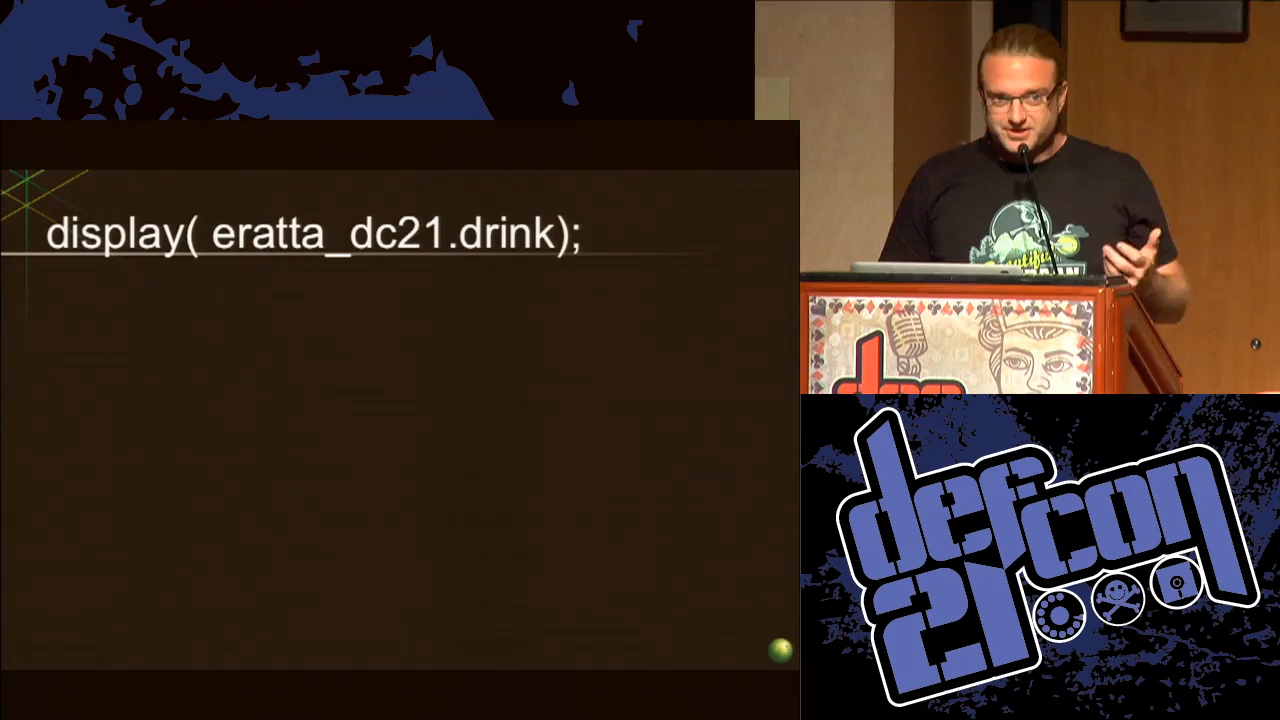 display( eratta_dc21.drink);
defcon
21